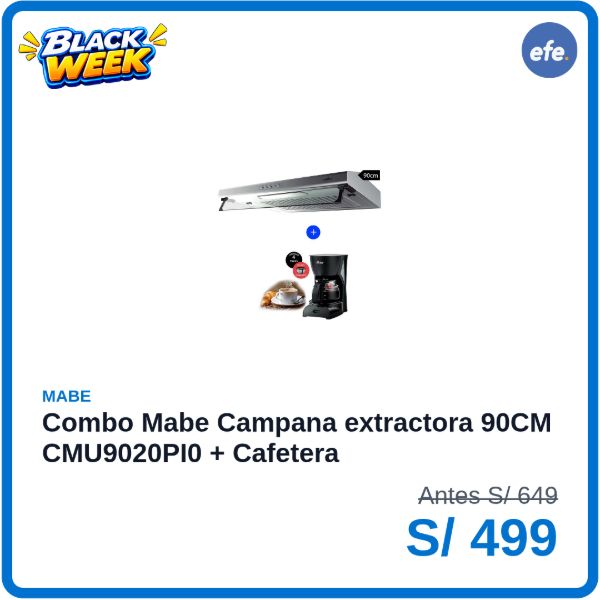 BLACK
WEEK
efe.
90cm
+
MABE
Combo Mabe Campana extractora 90CM
CMU9020PI0 + Cafetera
Antes S/ 649
S/ 499